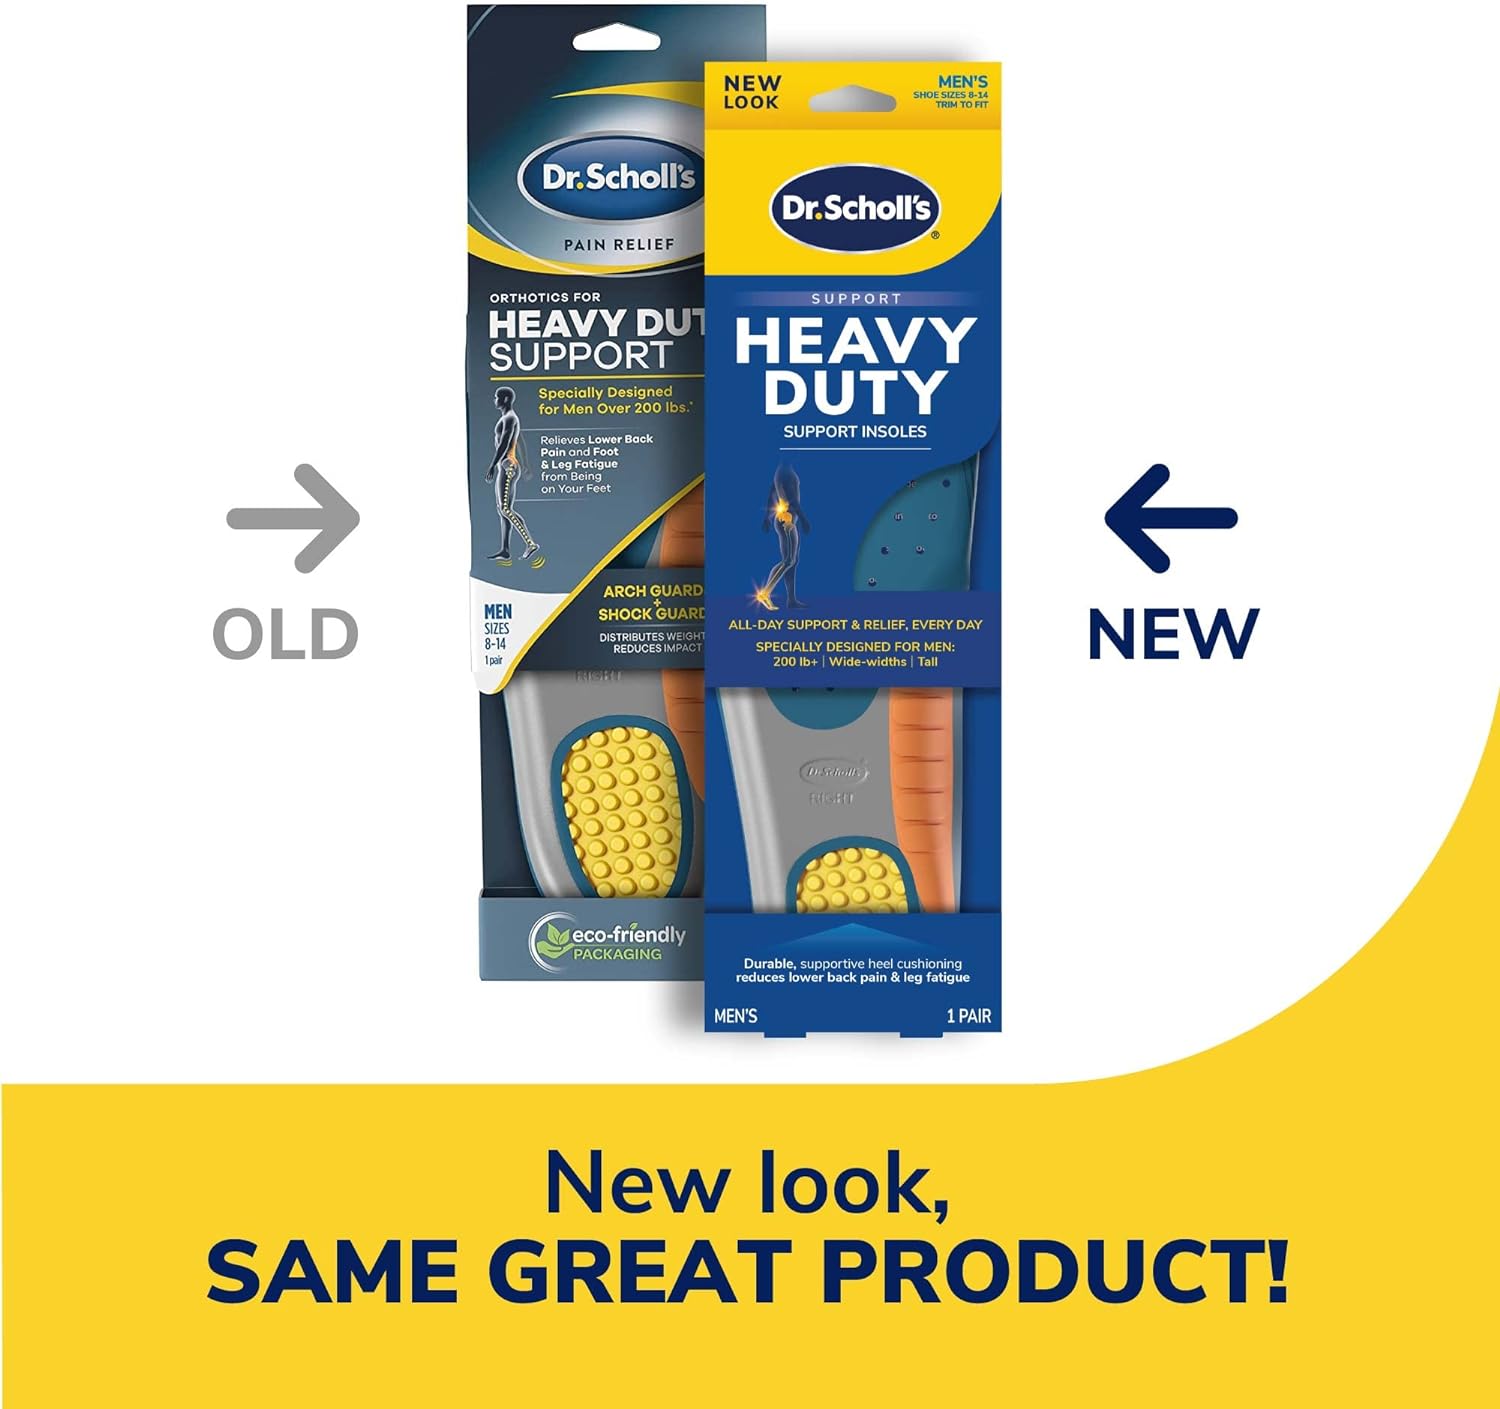 Dr.Scholl's
PAIN RELIEF
ORTHOTICS FOR
HEAVY DUT
SUPPORT
Specially Designed
for Men Over 200 lbs.*
Relieves Lower Back
Pain and Foot
& Leg Fatigue
from Being
on Your Feet
ARCH GUARD
+
SHOCK GUARD
DISTRIBUTES WEIGHT
REDUCES IMPACT
MEN
SIZES
8-14
1 pair
RIGHT
eco-friendly
PACKAGING
NEW
LOOK
MEN'S
SHOE SIZES 8-14
TRIM TO FIT
Dr.Scholl's
®
SUPPORT
HEAVY
DUTY
SUPPORT INSOLES
ALL-DAY SUPPORT & RELIEF, EVERY DAY
SPECIALLY DESIGNED FOR MEN:
200 lb+ | Wide-widths | Tall
Dr.Scholl's
RIGHT
Durable, supportive heel cushioning
reduces lower back pain & leg fatigue
MEN'S
1 PAIR
OLD
NEW
New look,
SAME GREAT PRODUCT!